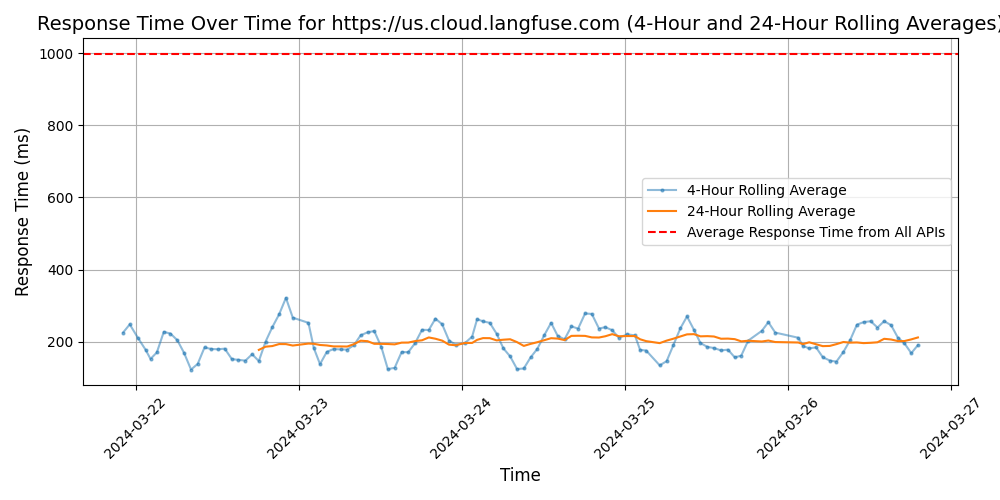 Response Time Over Time for https://us.cloud.langfuse.com (4-Hour and 24-Hour Rolling Averages)
Response Time (ms)
1000
800
600
400
200
4-Hour Rolling Average
24-Hour Rolling Average
Average Response Time from All APIs
2024-03-22
2024-03-23
2024-03-24
2024-03-25
2024-03-26
2024-03-27
Time